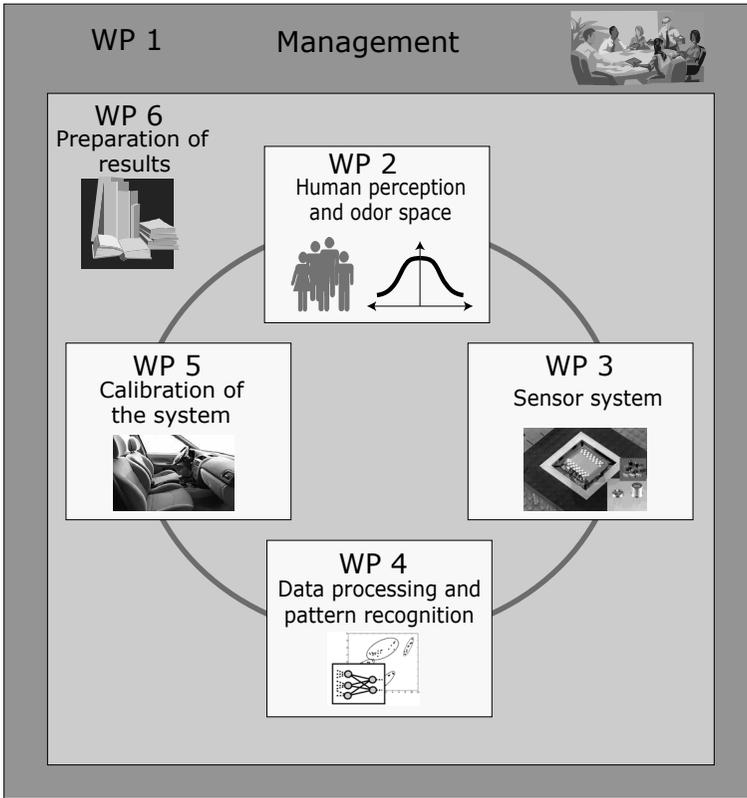 WP 1 Management
WP 6
Preparation of
results
WP 2
Human perception
and odor space
WP 5
Calibration of
the system
WP 3
Sensor system
WP 4
Data processing and
pattern recognition